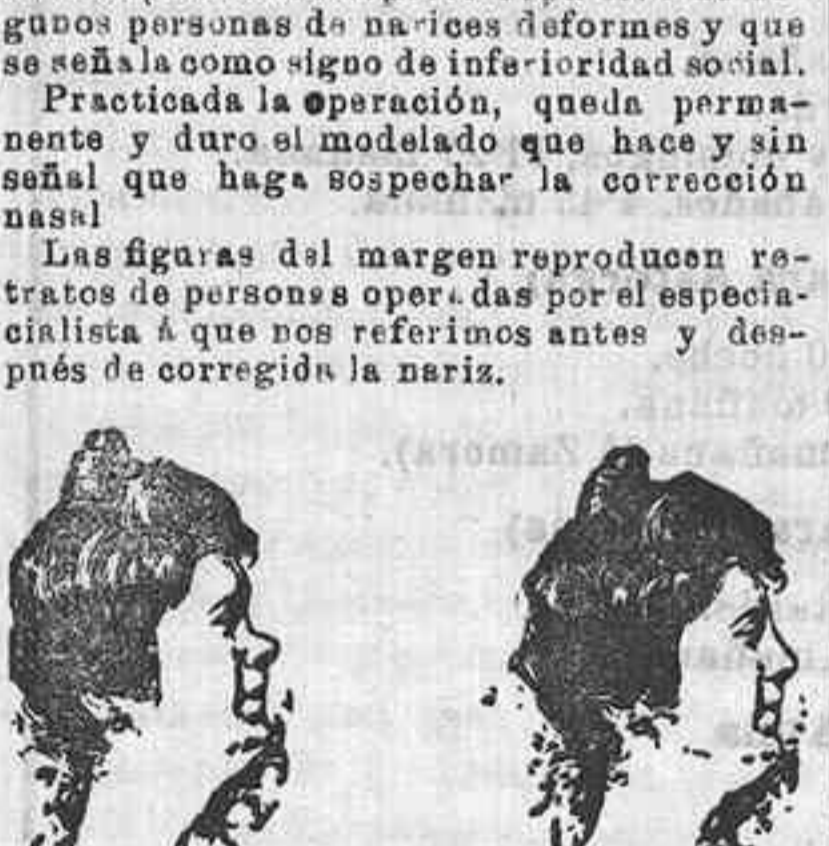 gunos personas de narices deformes y que
se señala como signo de inferioridad social.
Practicada la operación, queda perma-
nente y duro el modelado que hace y sin
señal que haga sospechar la corrección
nasal
Las figuras del margen reproducen re-
tratos de personas operadas por el especia-
cialista á que nos referimos antes y des-
pués de corregida la nariz.
Zamora).